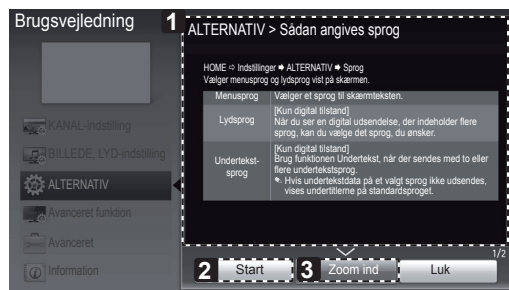 Brugsvejledning
1
ALTERNATIV > Sådan angives sprog
HOME ⇨ Indstillinger ➡ ALTERNATIV ➡ Sprog
Vælger menusprog og lydsprog vist på skærmen.
Menusprog Vælger et sprog til skærmteksten.
Lydsprog
[Kun digital tilstand]
Når du ser en digital udsendelse, der indeholder flere
sprog, kan du vælge det sprog, du ønsker.
Undertekst-
sprog
[Kun digital tilstand]
Brug funktionen Undertekst, når der sendes med to eller
flere undertekstsprog.
Hvis undertekstdata på et valgt sprog ikke udsendes,
vises undertitlerne på standardsproget.
KANAL-indstilling
BILLEDE, LYD-indstilling
ALTERNATIV
Avanceret funktion
Avanceret
Information
1/2
2 Start
3 Zoom ind
Luk